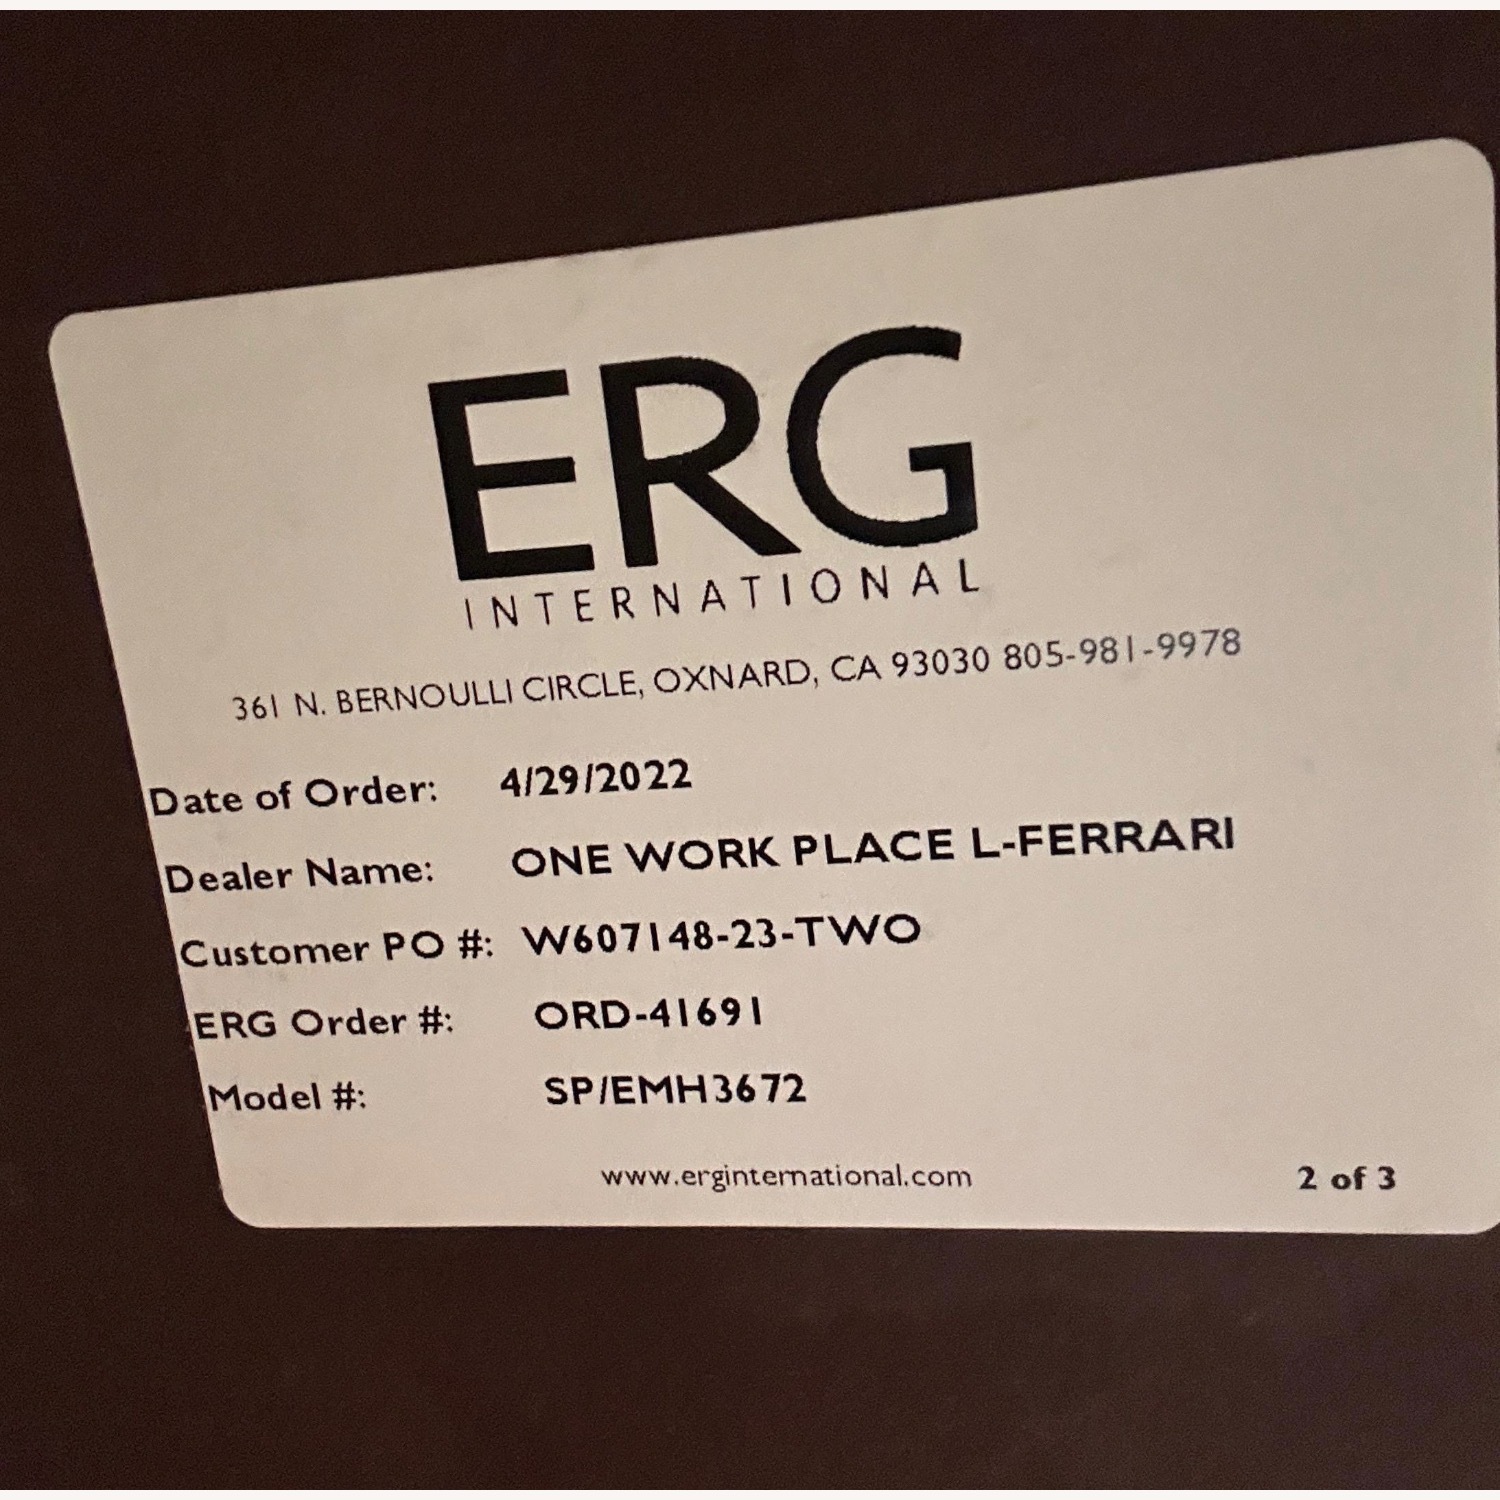 ERG
INTERNATIONAL
361 N. BERNOULLI CIRCLE, OXNARD, CA 93030 805-981-9978
Date of Order: 4/29/2022
Dealer Name: ONE WORK PLACE L-FERRARI
Customer PO #: W607148-23-TWO
ERG Order #: ORD-41691
Model #: SP/EMH3672
www.erginternational.com 2 of 3